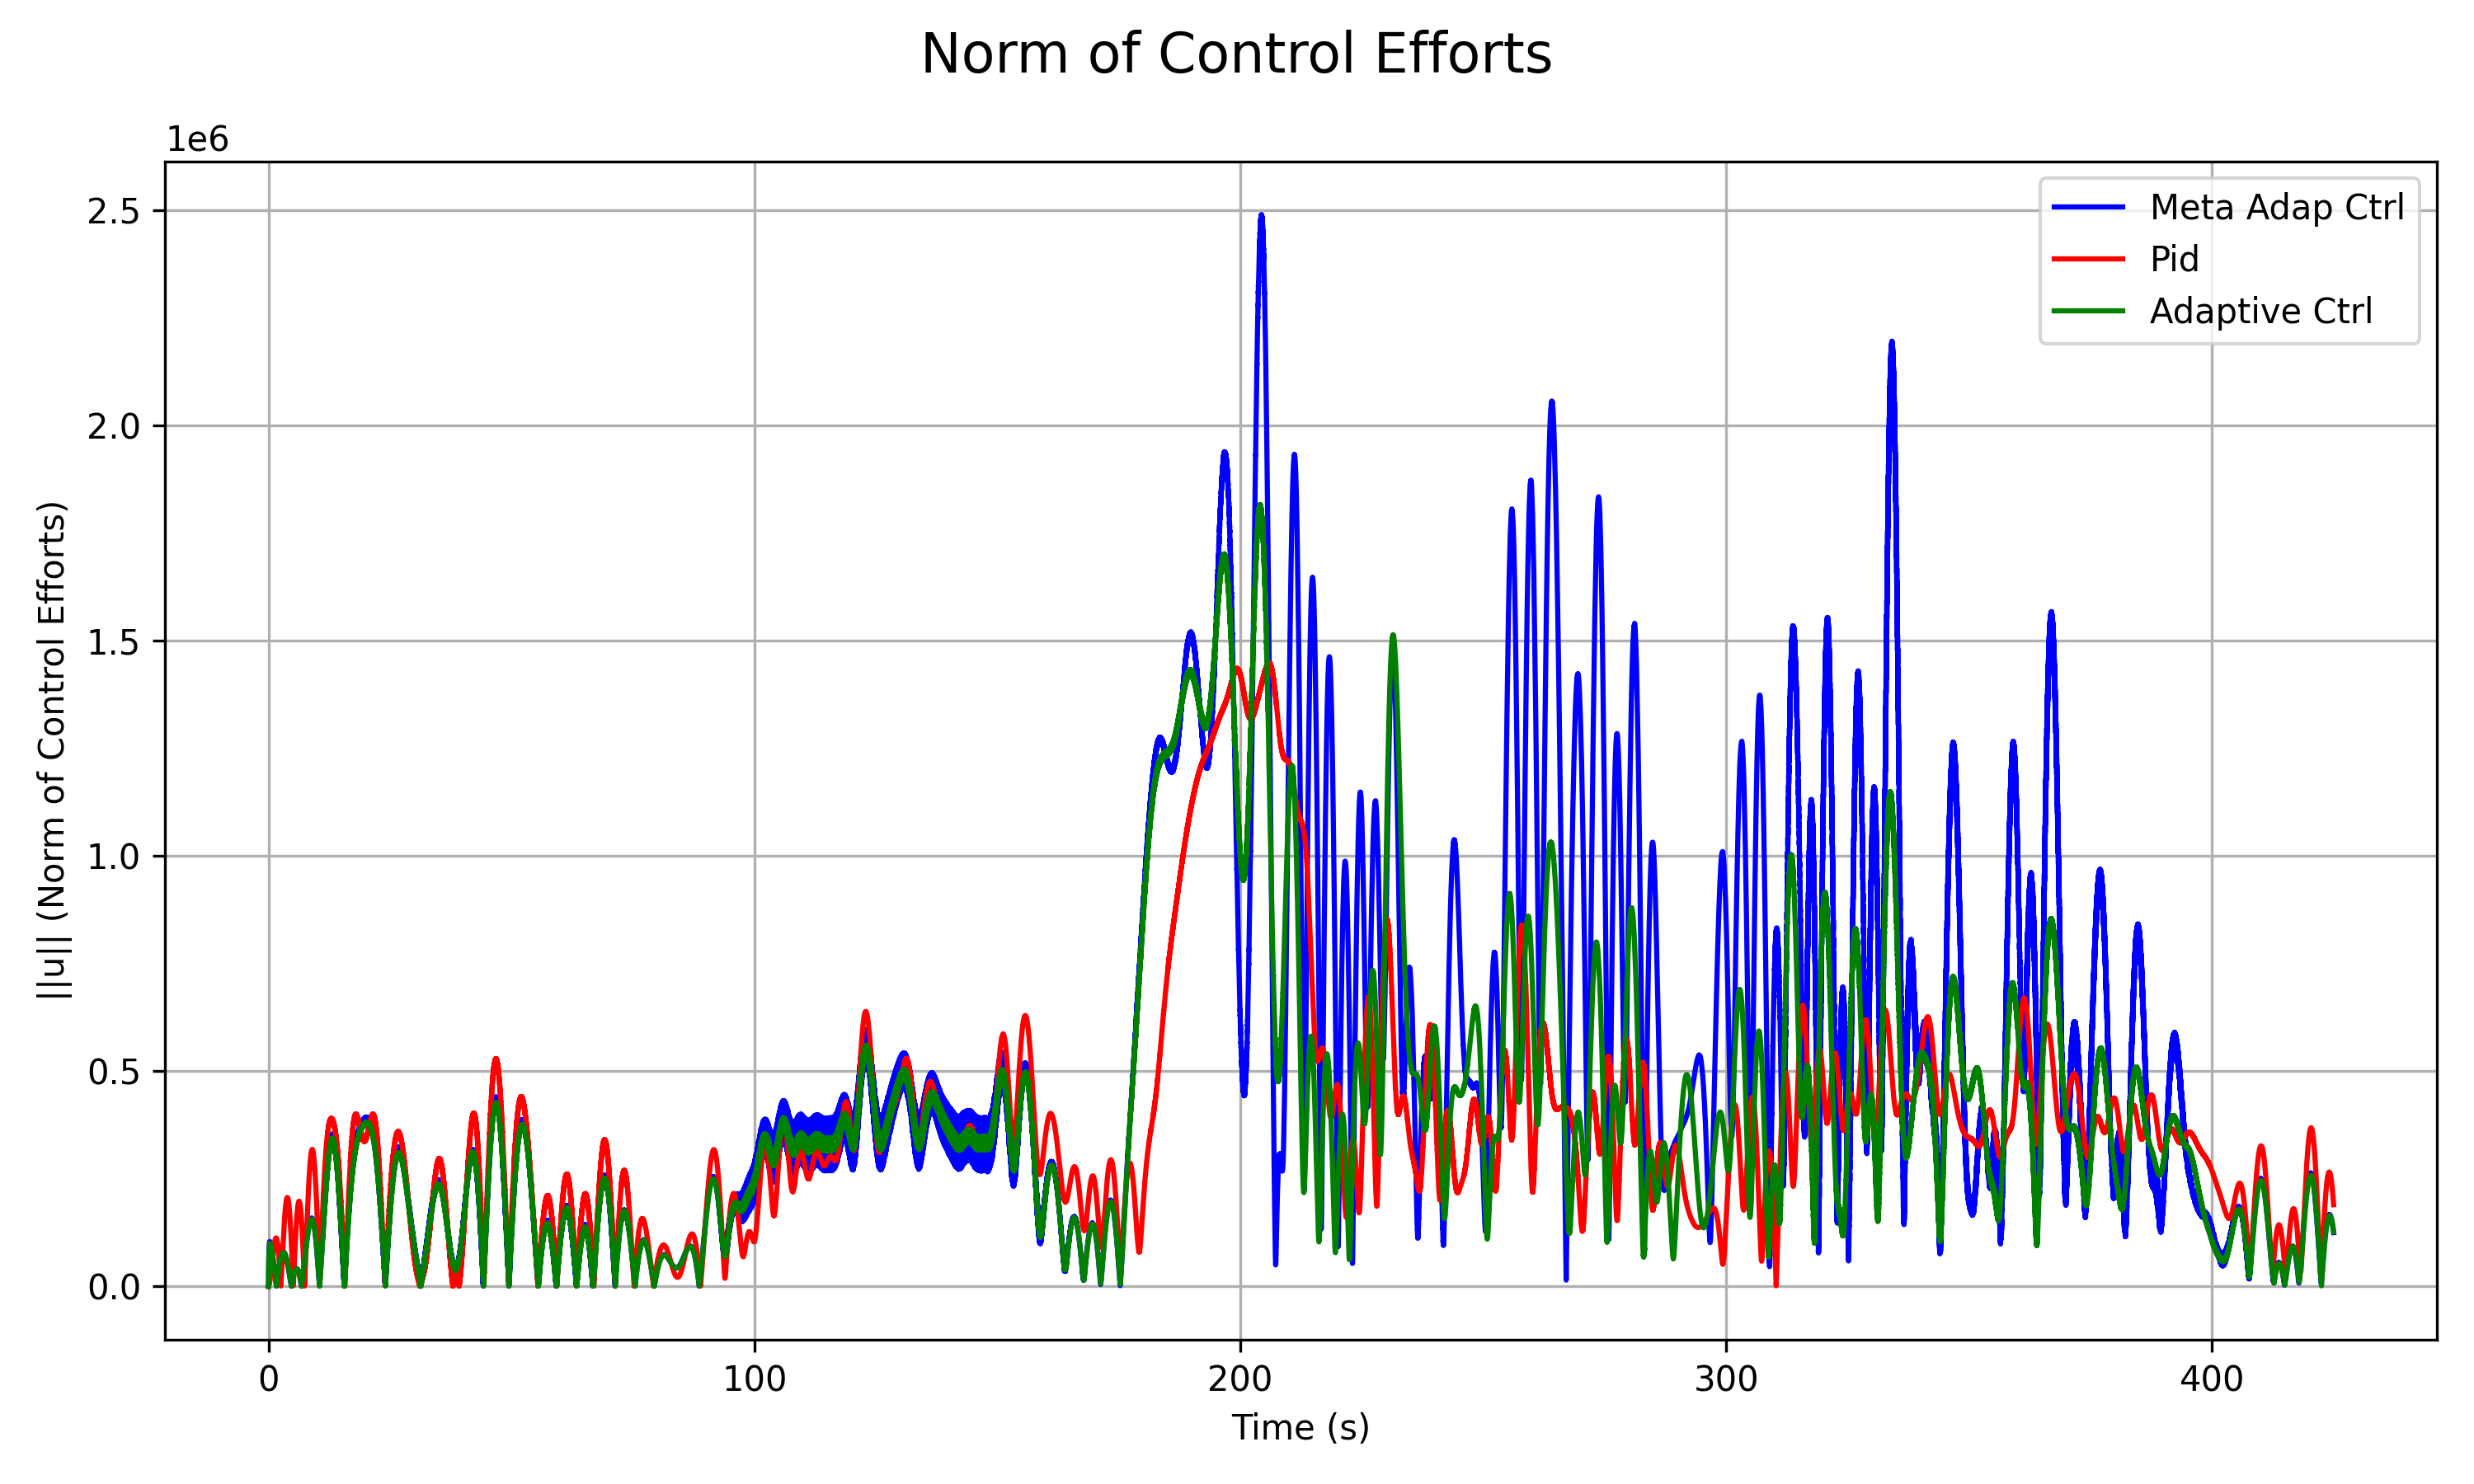 Norm of Control Efforts
1e6
2.5
2.0
1.5
1.0
0.5
0.0
||u|| (Norm of Control Efforts)
Meta Adap Ctrl
Pid
Adaptive Ctrl
0 100 200 300 400
Time (s)